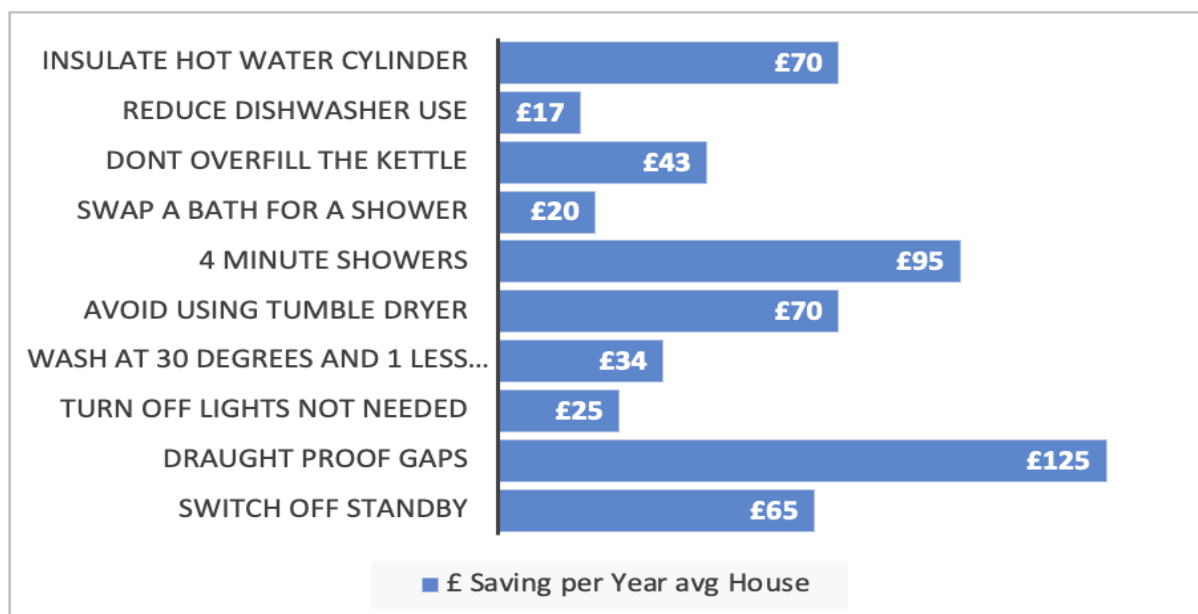 INSULATE HOT WATER CYLINDER £70
REDUCE DISHWASHER USE £17
DONT OVERFILL THE KETTLE £43
SWAP A BATH FOR A SHOWER £20
4 MINUTE SHOWERS £95
AVOID USING TUMBLE DRYER £70
WASH AT 30 DEGREES AND 1 LESS... £34
TURN OFF LIGHTS NOT NEEDED £25
DRAUGHT PROOF GAPS £125
SWITCH OFF STANDBY £65
£ Saving per Year avg House